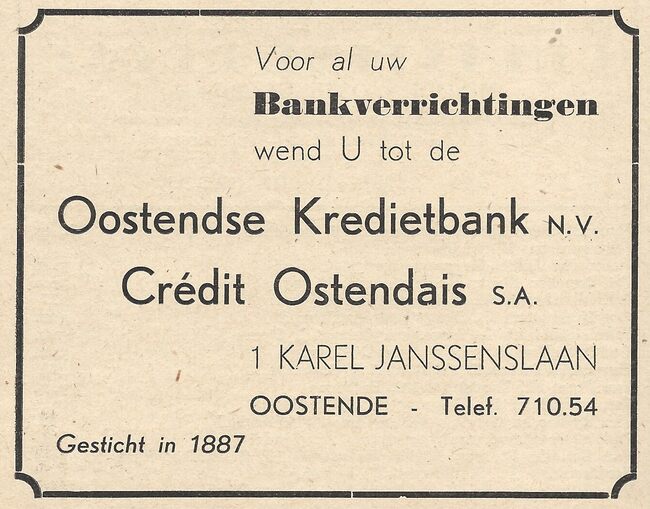 Voor al uw
Bankverrichtingen
wend U tot de
Oostendse Kredietbank N.V.
Crédit Ostendais S.A.
1 KAREL JANSSENSLAAN
OOSTENDE - Telef. 710.54
Gesticht in 1887